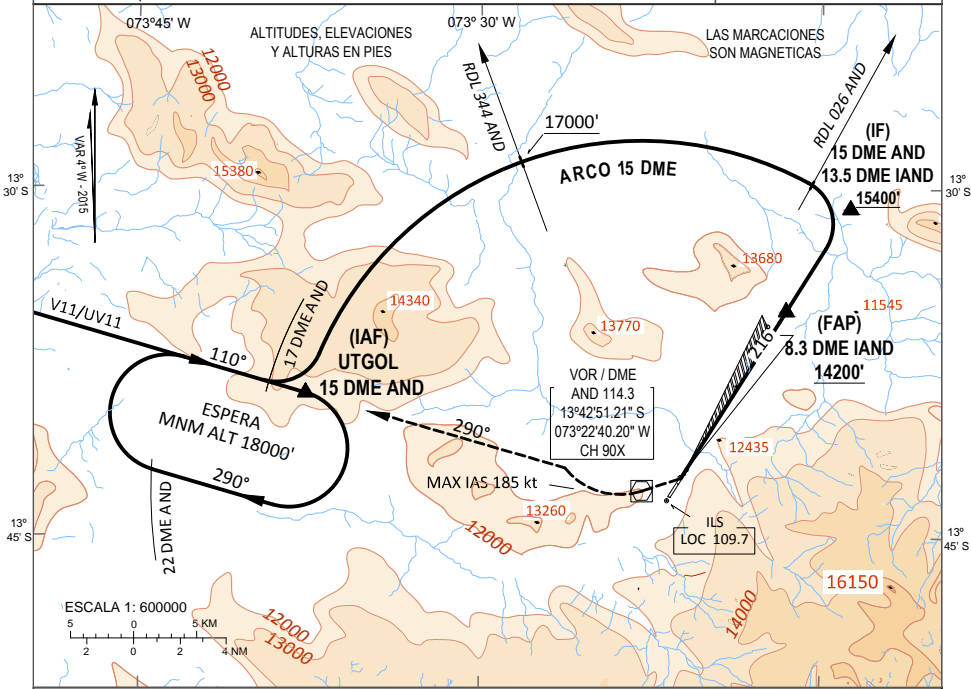 073°45' W
073° 30' W
ALTITUDES, ELEVACIONES
Y ALTURAS EN PIES
LAS MARCACIONES
SON MAGNETICAS
12000
13000
RDL 344 AND
RDL 026 AND
17000'
(IF)
15 DME AND
13.5 DME IAND
15400'
ARCO 15 DME
VAR 4° W - 2015
15380
13°
30' S
13°
30' S
13680
14340
11545
13770
V11/UV11
110°
17 DME AND
(IAF)
UTGOL
15 DME AND
216°
(FAP)
8.3 DME IAND
14200'
VOR / DME
AND 114.3
13°42'51.21" S
073°22'40.20" W
CH 90X
ESPERA
MNM ALT 18000'
290°
290°
12435
MAX IAS 185 kt
22 DME AND
13260
12000
ILS
LOC 109.7
13°
45' S
13°
45' S
16150
14000
12000
13000
ESCALA 1: 600000
5 0 5 KM
2 0 2 4 NM